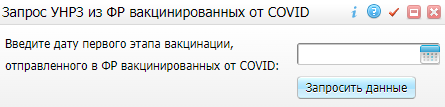 Запрос УНРЗ из ФР вакцинированных от COVID
Введите дату первого этапа вакцинации,
отправленного в ФР вакцинированных от COVID:
Запросить данные